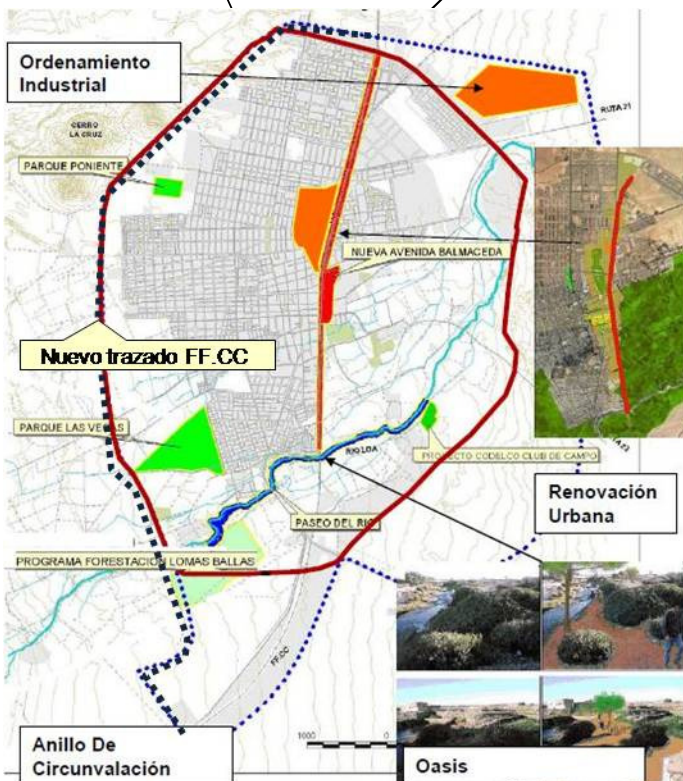 Ordenamiento
Industrial
CERRO
LA CRUZ
PARQUE PONIENTE
RUTA 21
NUEVA AVENIDA BALMACEDA
Nuevo trazado FF.CC
PARQUE LAS VEGAS
RIO LOA
PROYECTO CODELCO CLUB DE CAMPO
RUTA 23
Renovación
Urbana
PASEO DEL RIO
PROGRAMA FORESTACION LOMAS BALLAS
FF.CC
Anillo De
Circunvalación
1000 0
Oasis